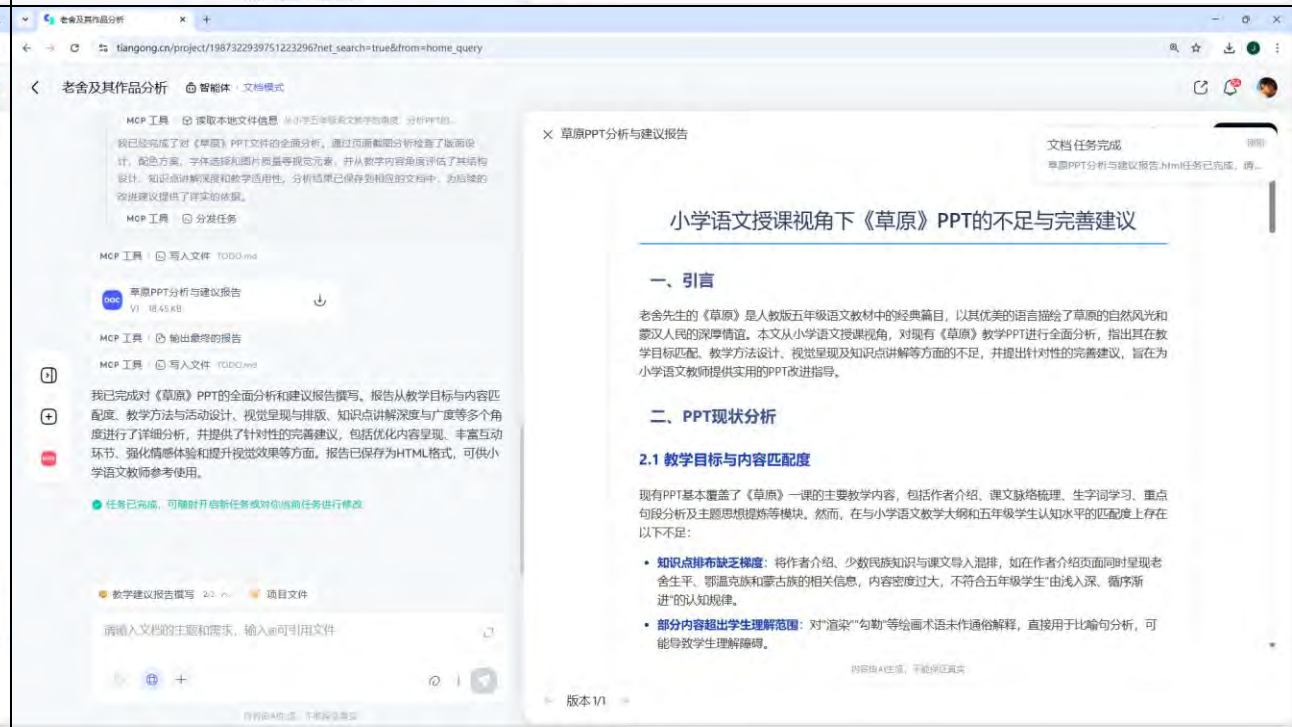 老舍及其作品分析
tiangong.cn/project/1987322939751223296?net_search=true&from=home_query
老舍及其作品分析 智能体 文档模式
MCP 工具 读取本地文件信息
我已经完成了对《草原》PPT文件的全面分析。通过页面截图分析检查了版面设
计、配色方案、字体选择和图片质量等视觉元素，并从教学内容角度评估了其结构
设计、知识点讲解深度和教学适用性。分析结果已保存到相应的文档中，为后续的
改进建议提供了详实的依据。
MCP 工具 分发任务
MCP 工具 写入文件 TODO.md
草原PPT分析与建议报告
V1 18.45 KB
MCP 工具 输出最终的报告
MCP 工具 写入文件 TODO.md
我已完成对《草原》PPT的全面分析和建议报告撰写。报告从教学目标与内容匹
配度、教学方法与活动设计、视觉呈现与排版、知识点讲解深度与广度等多个角
度进行了详细分析，并提供了针对性的完善建议，包括优化内容呈现、丰富互动
环节、强化情感体验和提升视觉效果等方面。报告已保存为HTML格式，可供小
学语文教师参考使用。
任务已完成，可随时开启新任务或对你当前任务进行修改
教学建议报告撰写 2/2 项目文件
请输入文档的主题和需求，输入@可引用文件
草原PPT分析与建议报告
文档任务完成
草原PPT分析与建议报告.html任务已完成，请...
小学语文授课视角下《草原》PPT的不足与完善建议
一、引言
老舍先生的《草原》是人教版五年级语文教材中的经典篇目，以其优美的语言描绘了草原的自然风光和
蒙汉人民的深厚情谊。本文从小学语文授课视角，对现有《草原》教学PPT进行全面分析，指出其在教
学目标匹配、教学方法设计、视觉呈现及知识点讲解等方面的不足，并提出针对性的完善建议，旨在为
小学语文教师提供实用的PPT改进指导。
二、PPT现状分析
2.1 教学目标与内容匹配度
现有PPT基本覆盖了《草原》一课的主要教学内容，包括作者介绍、课文脉络梳理、生字词学习、重点
句段分析及主题思想提炼等模块。然而，在与小学语文教学大纲和五年级学生认知水平的匹配度上存在
以下不足：
• 知识点排布缺乏梯度：将作者介绍、少数民族知识与课文导入混排，如在作者介绍页面同时呈现老
舍生平、鄂温克族和蒙古族的相关信息，内容密度过大，不符合五年级学生"由浅入深、循序渐
进"的认知规律。
• 部分内容超出学生理解范围：对"渲染""勾勒"等绘画术语未作通俗解释，直接用于比喻句分析，可
能导致学生理解障碍。
内容由AI生成，不能保证真实
版本 1/1